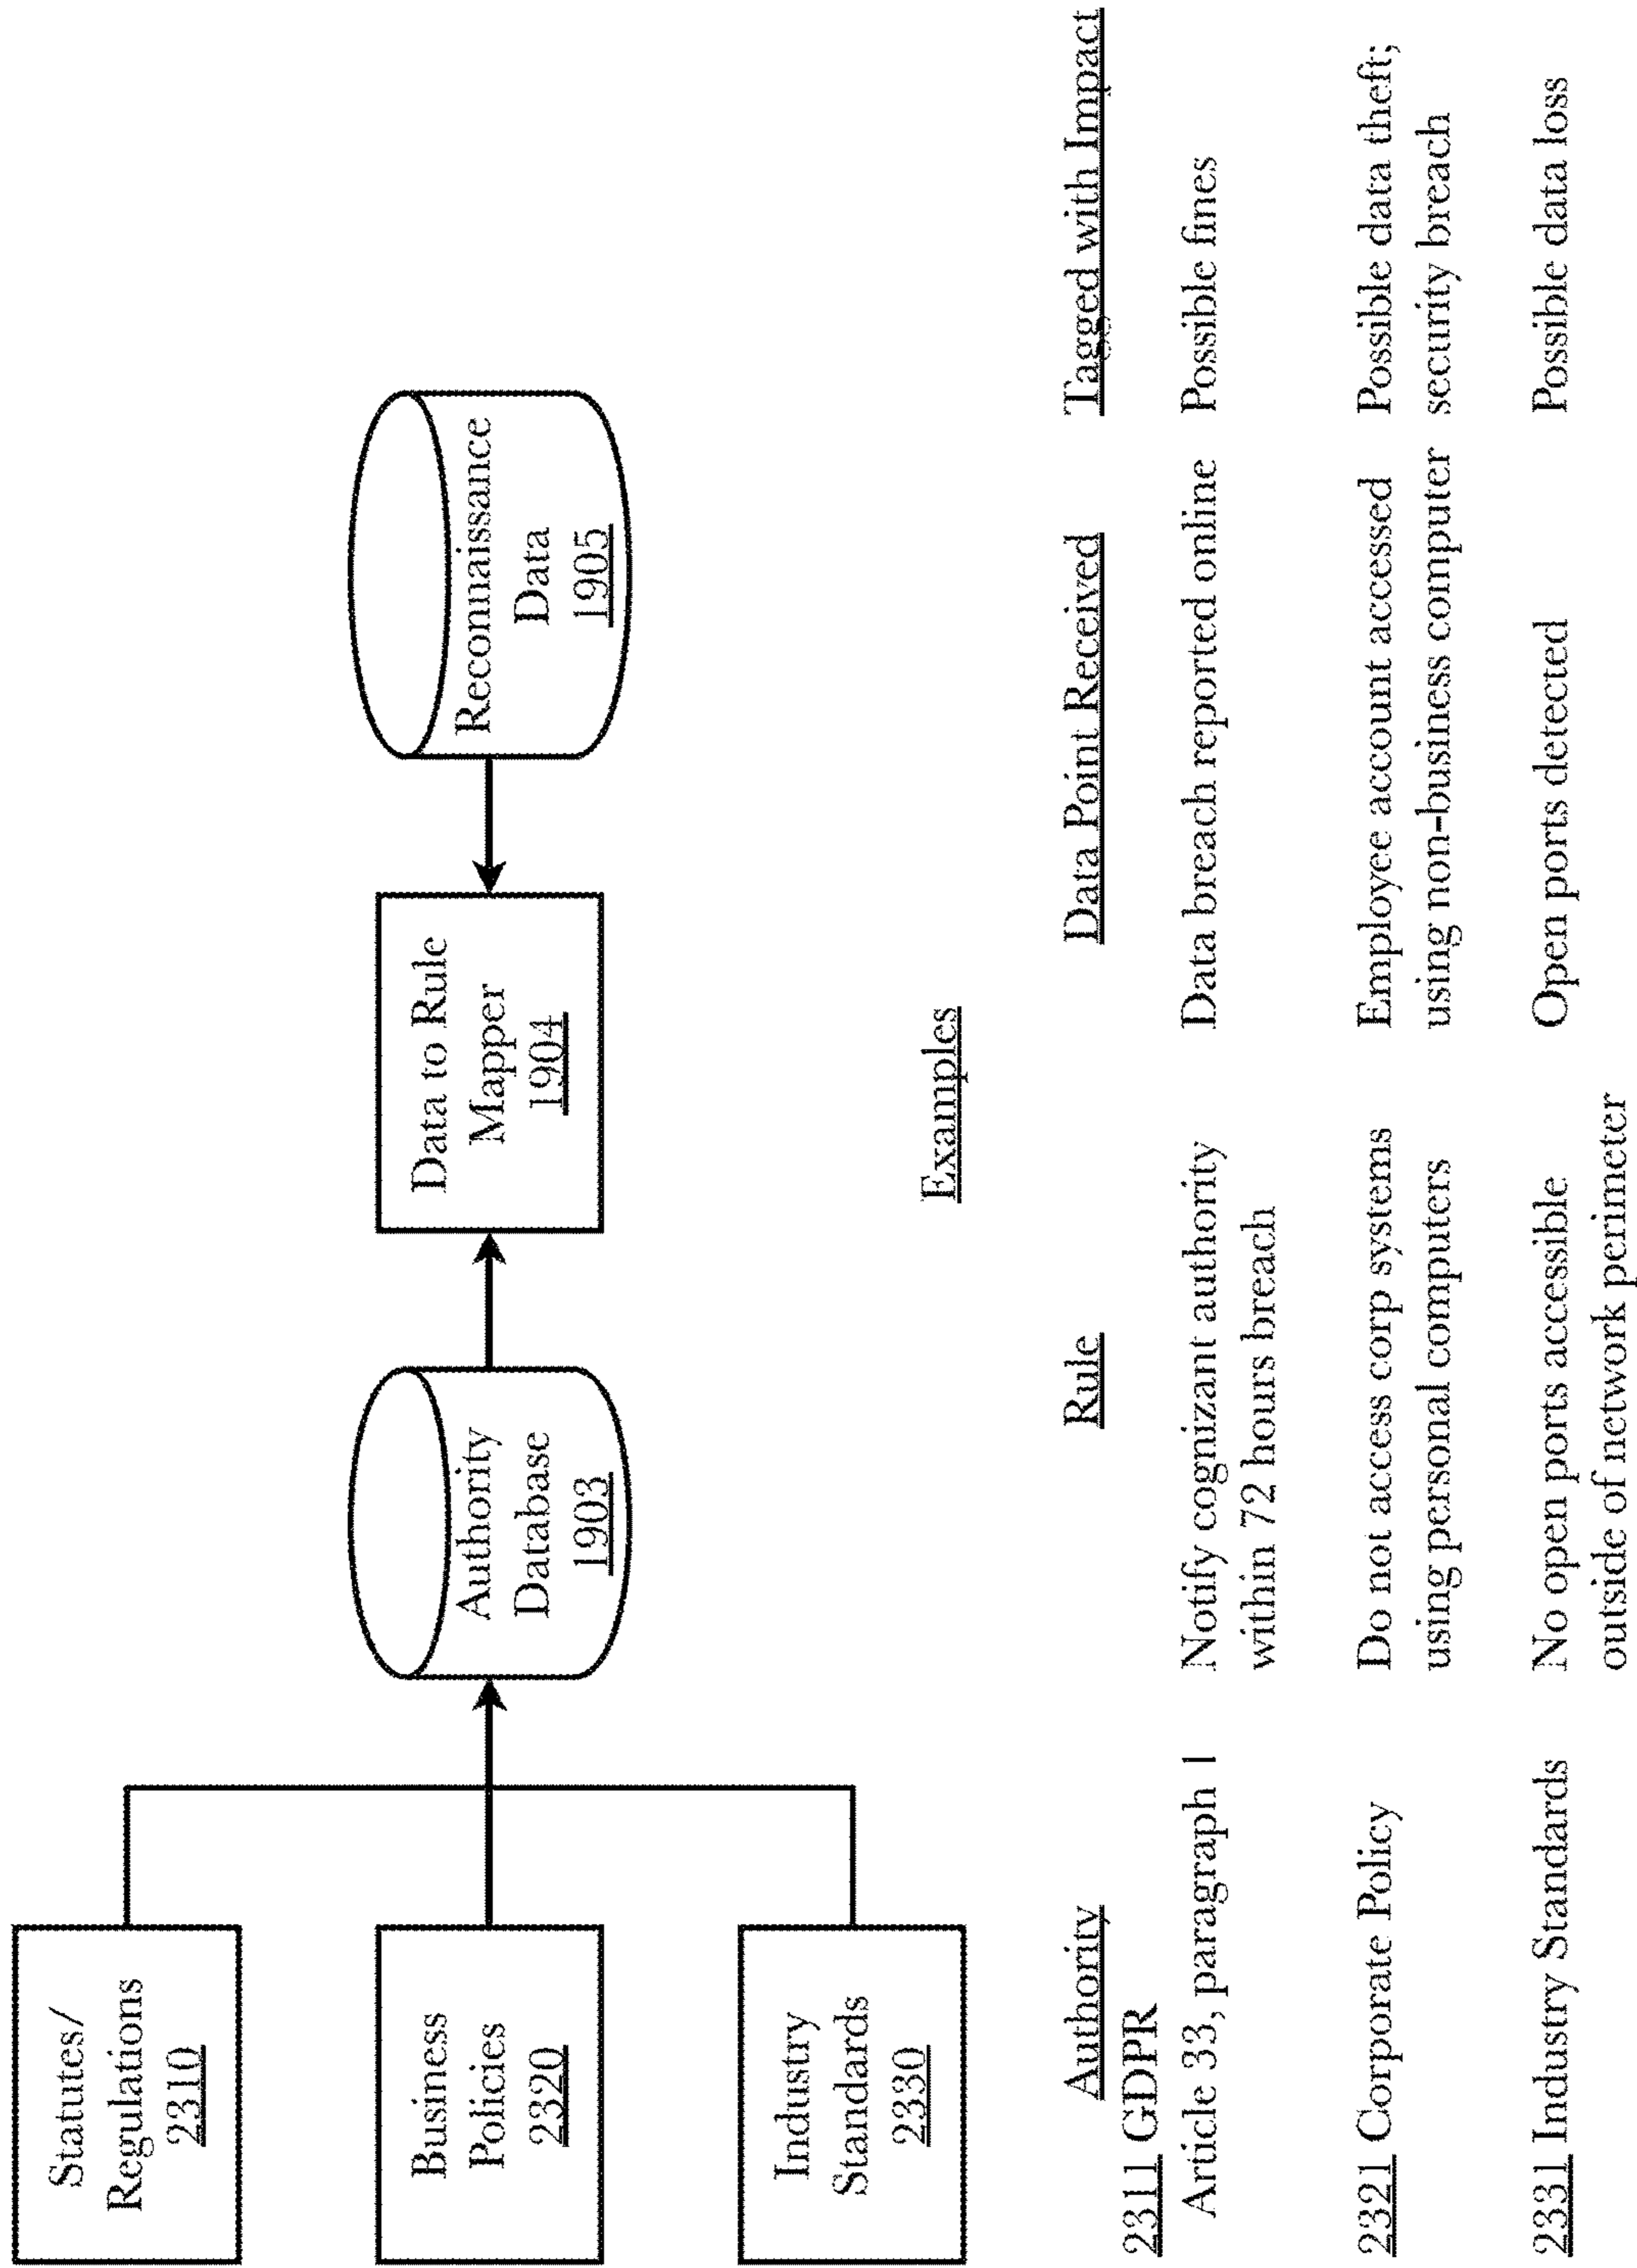 Statutes/
Regulations
2310
Business
Policies
2320
Industry
Standards
2330
Authority
Database
1903
Data to Rule
Mapper
1904
Reconnaissance
Data
1905
Examples
Authority
Rule
Data Point Received
Tagged with Impact
2311 GDPR
Article 33, paragraph 1
Notify cognizant authority
within 72 hours breach
Data breach reported online
Possible fines
2321 Corporate Policy
Do not access corp systems
using personal computers
Employee account accessed
using non-business computer
Possible data theft;
security breach
2331 Industry Standards
No open ports accessible
outside of network perimeter
Open ports detected
Possible data loss